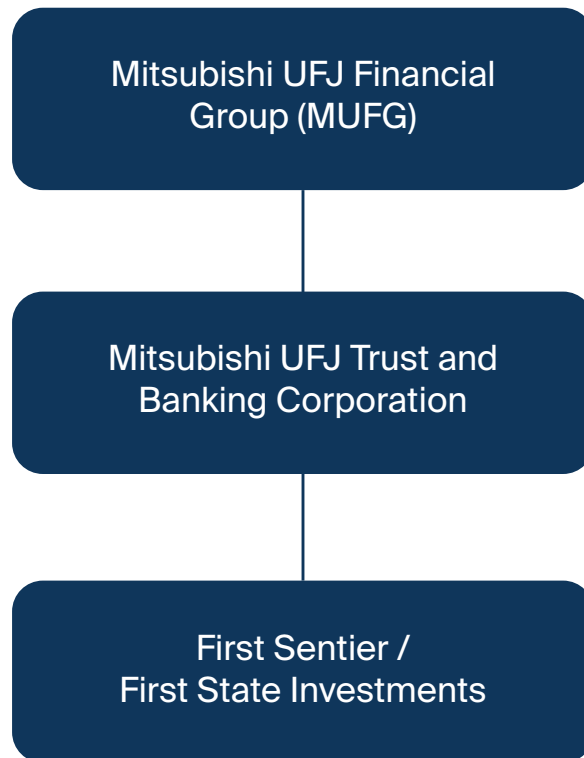 Mitsubishi UFJ Financial
Group (MUFG)
Mitsubishi UFJ Trust and
Banking Corporation
First Sentier /
First State Investments